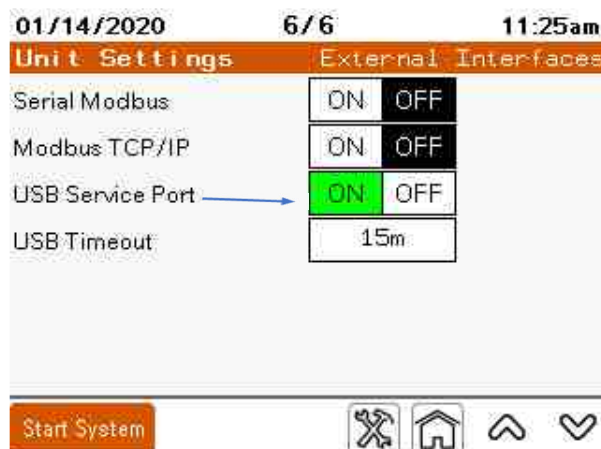 01/14/2020 6/6 11:25am
Unit Settings External Interfaces
Serial Modbus ON OFF
Modbus TCP/IP ON OFF
USB Service Port ON OFF
USB Timeout 15m
Start System